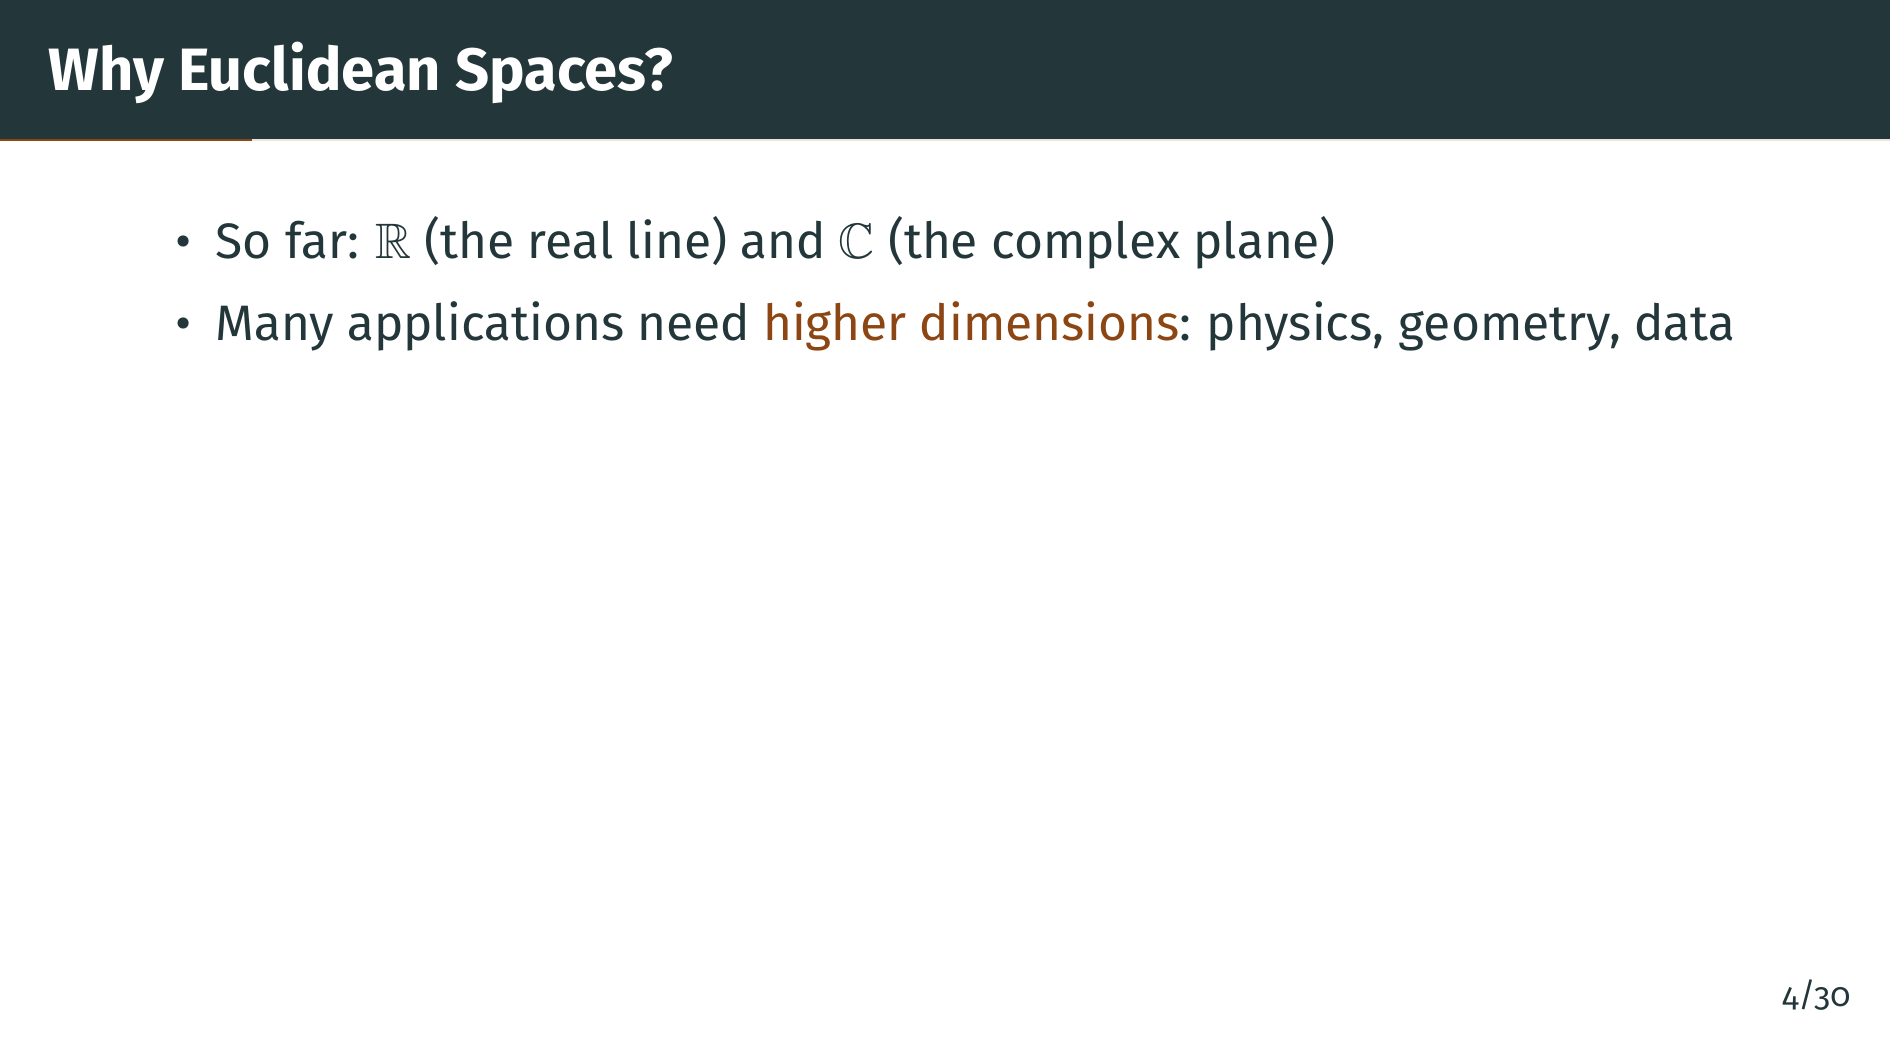 Why Euclidean Spaces?
• So far: ℝ (the real line) and ℂ (the complex plane)
• Many applications need higher dimensions: physics, geometry, data
4/30